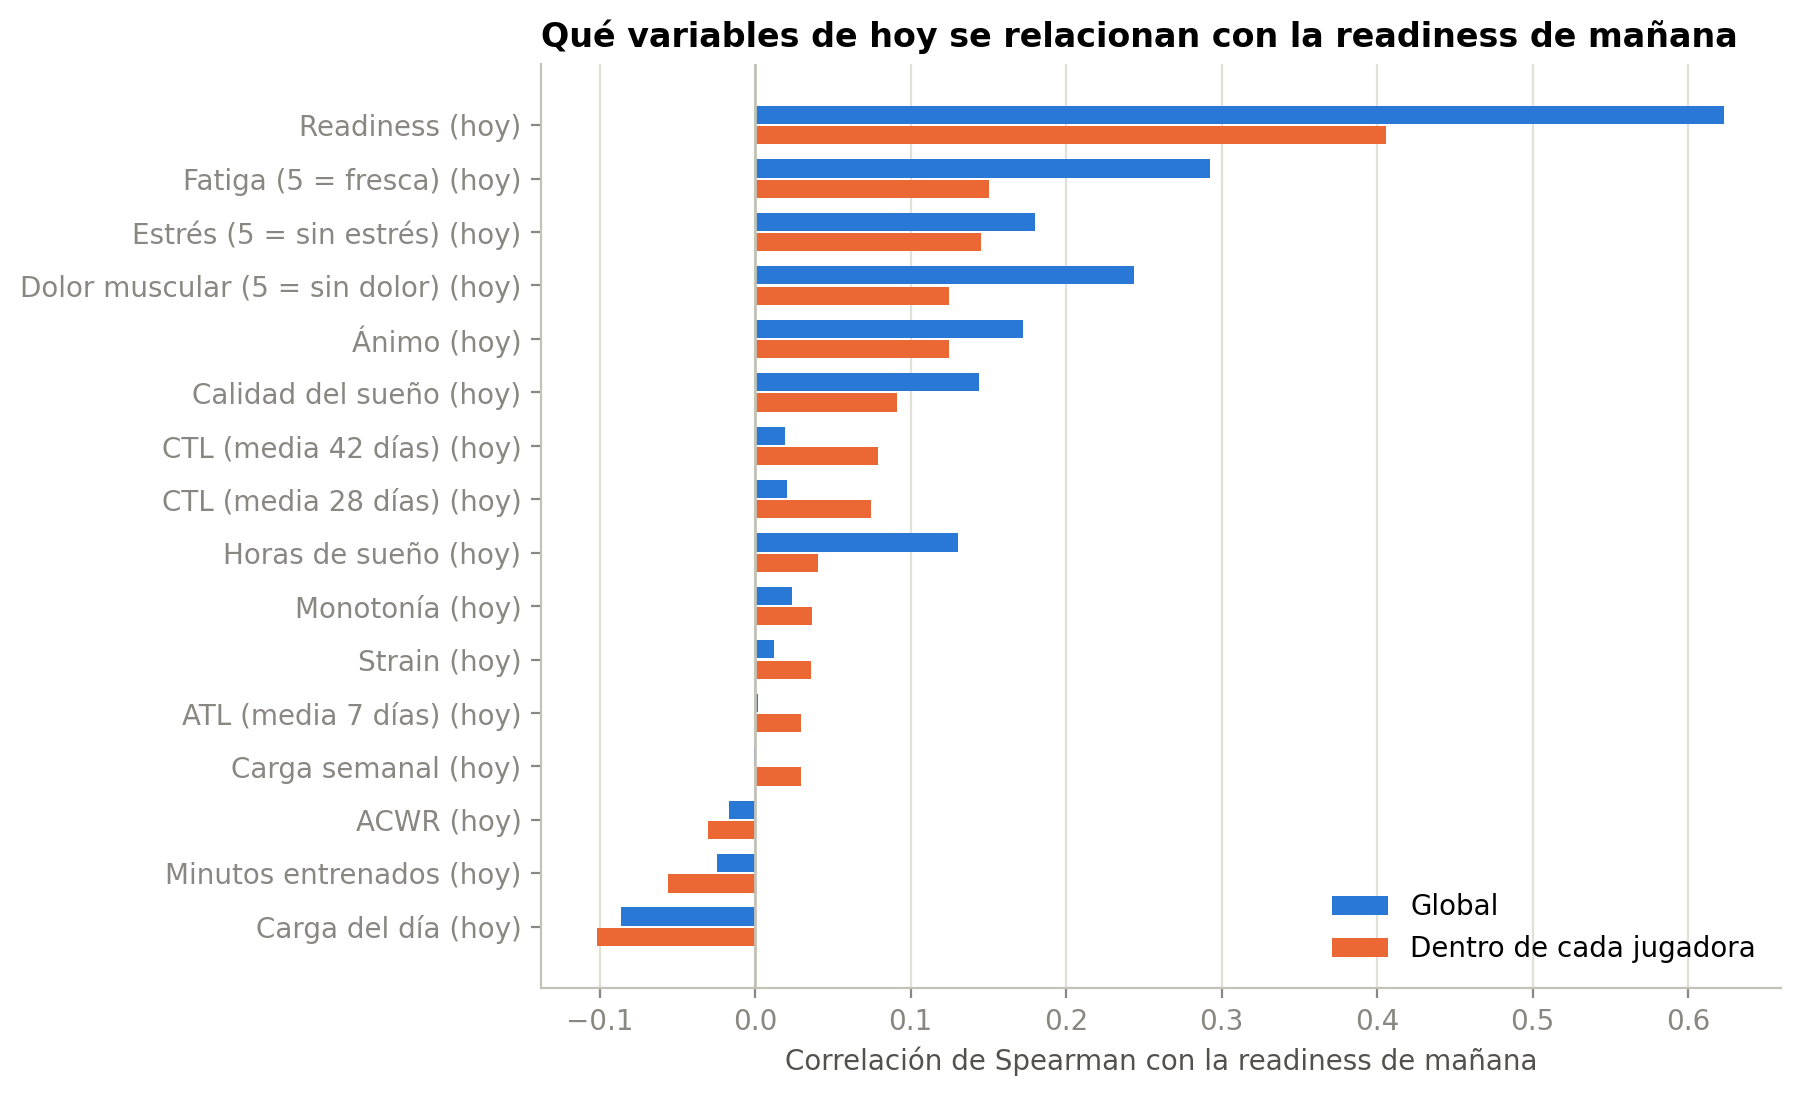 Qué variables de hoy se relacionan con la readiness de mañana
Readiness (hoy)
Fatiga (5 = fresca) (hoy)
Estrés (5 = sin estrés) (hoy)
Dolor muscular (5 = sin dolor) (hoy)
Ánimo (hoy)
Calidad del sueño (hoy)
CTL (media 42 días) (hoy)
CTL (media 28 días) (hoy)
Horas de sueño (hoy)
Monotonía (hoy)
Strain (hoy)
ATL (media 7 días) (hoy)
Carga semanal (hoy)
ACWR (hoy)
Minutos entrenados (hoy)
Carga del día (hoy)
Global
Dentro de cada jugadora
−0.1 0.0 0.1 0.2 0.3 0.4 0.5 0.6
Correlación de Spearman con la readiness de mañana